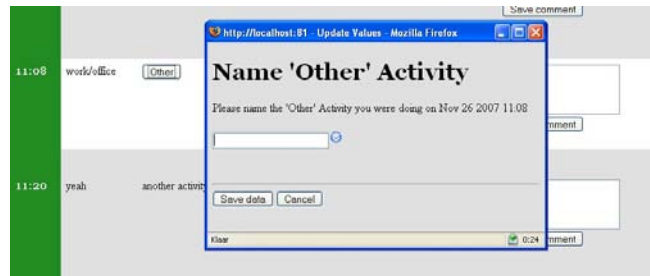 Save comment
http://localhost:81 - Update Values - Mozilla Firefox
11:08 work/office Other
Name 'Other' Activity
Please name the 'Other' Activity you were doing on Nov 26 2007 11:08
mment
11:20 yeah another activity
Save data Cancel
Klaar 0:24
mment